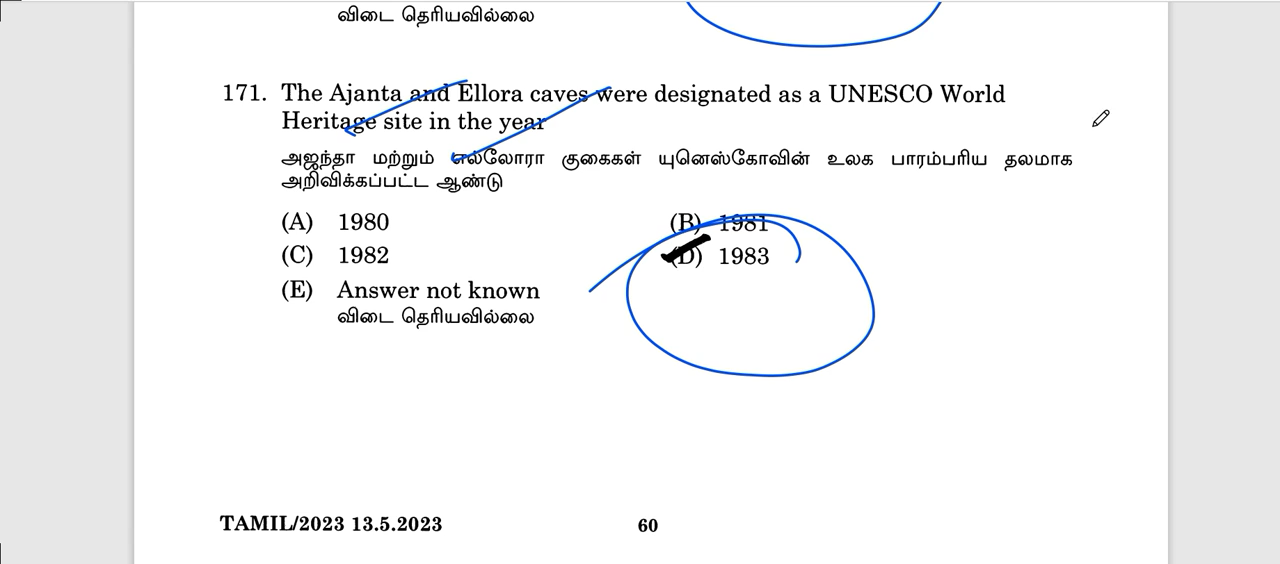 விடை தெரியவில்லை
171. The Ajanta and Ellora caves were designated as a UNESCO World
Heritage site in the year
அஜந்தா மற்றும் எல்லோரா குகைகள் யுனெஸ்கோவின் உலக பாரம்பரிய தலமாக
அறிவிக்கப்பட்ட ஆண்டு
(A) 1980 (B) 1981
(C) 1982 (D) 1983
(E) Answer not known
விடை தெரியவில்லை
TAMIL/2023 13.5.2023 60